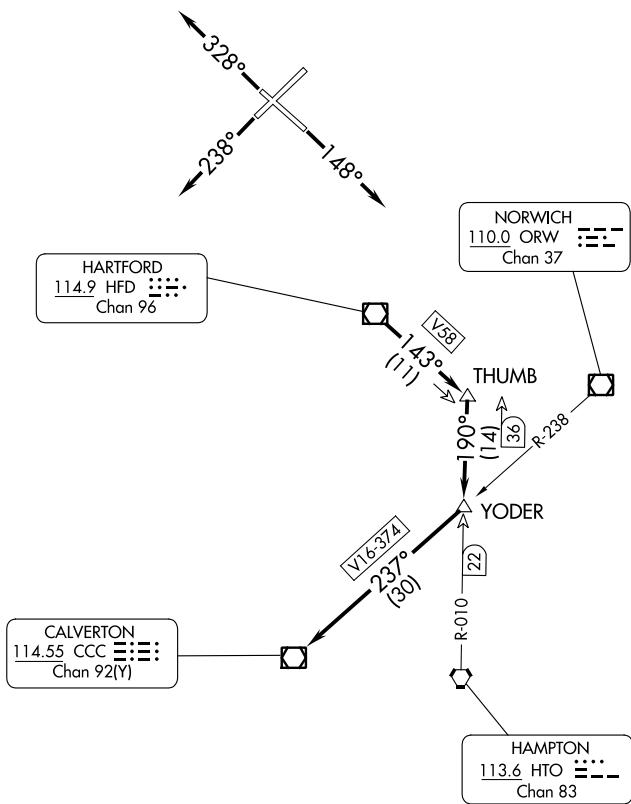 328°
238°
148°
NORWICH
110.0 ORW
Chan 37
HARTFORD
114.9 HFD
Chan 96
V58
143°
(11)
THUMB
190°
(14)
36
R-238
YODER
V16-374
237°
(30)
22
R-010
CALVERTON
114.55 CCC
Chan 92(Y)
HAMPTON
113.6 HTO
Chan 83